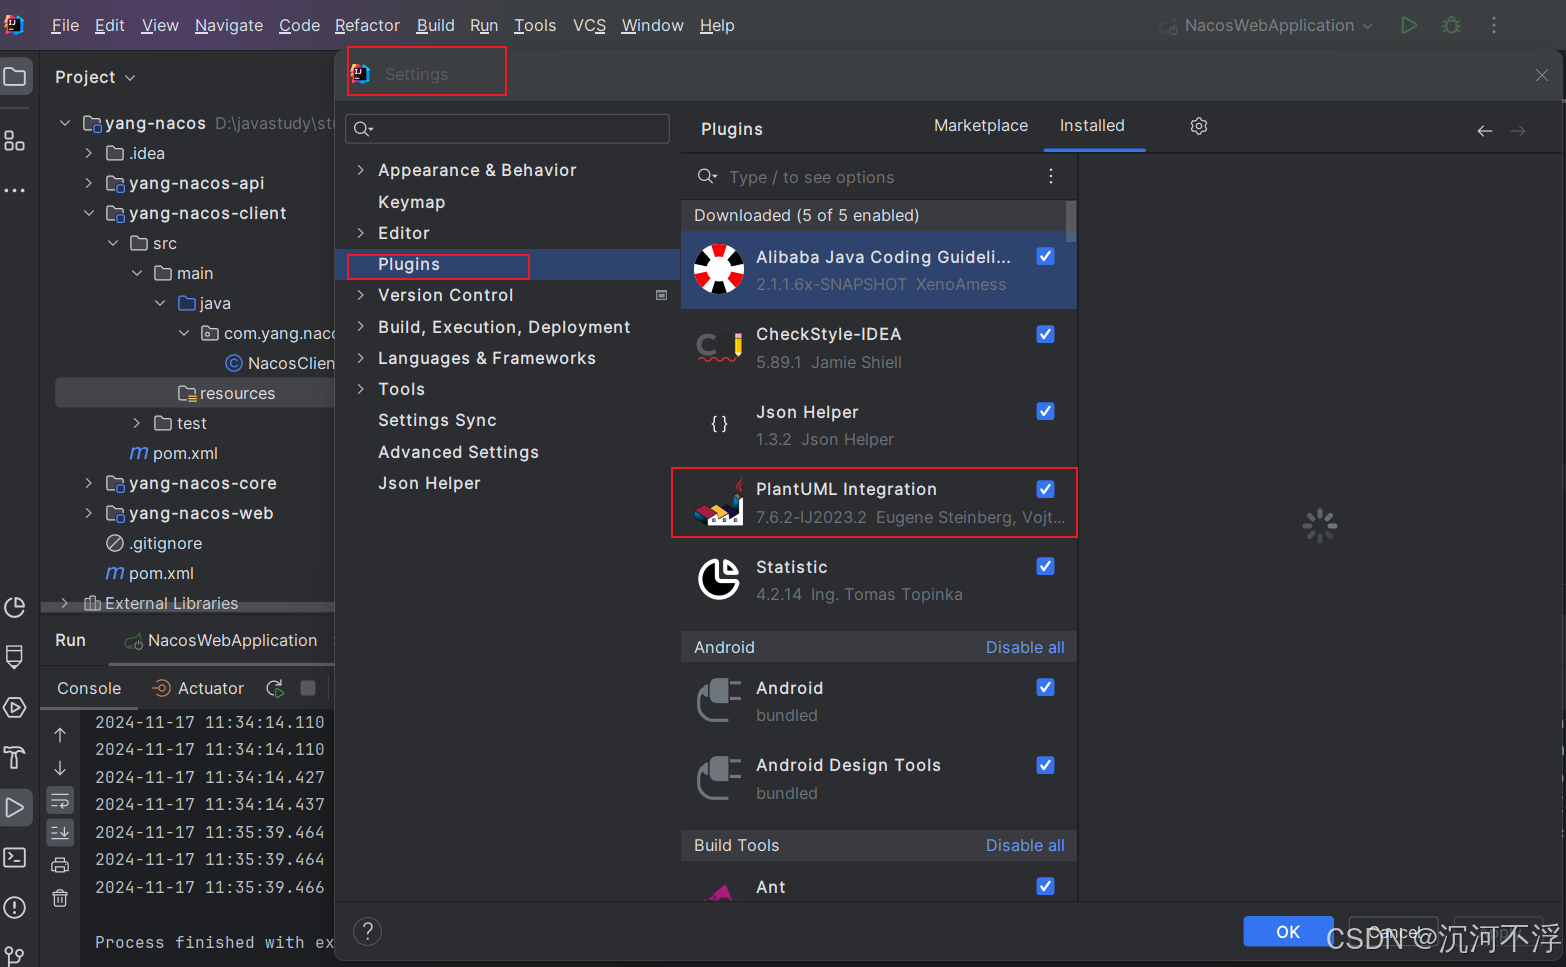 File Edit View Navigate Code Refactor Build Run Tools VCS Window Help NacosWebApplication
Project
yang-nacos D:\javastudy\stu
.idea
yang-nacos-api
yang-nacos-client
src
main
java
com.yang.naco
NacosClien
resources
test
pom.xml
yang-nacos-core
yang-nacos-web
.gitignore
pom.xml
External Libraries
Run NacosWebApplication
Console Actuator
2024-11-17 11:34:14.110
2024-11-17 11:34:14.110
2024-11-17 11:34:14.427
2024-11-17 11:34:14.437
2024-11-17 11:35:39.464
2024-11-17 11:35:39.464
2024-11-17 11:35:39.466
Process finished with ex
Settings
Appearance & Behavior
Keymap
Editor
Plugins
Version Control
Build, Execution, Deployment
Languages & Frameworks
Tools
Settings Sync
Advanced Settings
Json Helper
Plugins Marketplace Installed
Type / to see options
Downloaded (5 of 5 enabled)
Alibaba Java Coding Guideli...
2.1.1.6x-SNAPSHOT XenoAmess
CheckStyle-IDEA
5.89.1 Jamie Shiell
Json Helper
1.3.2 Json Helper
PlantUML Integration
7.6.2-IJ2023.2 Eugene Steinberg, Vojt...
Statistic
4.2.14 Ing. Tomas Topinka
Android Disable all
Android
bundled
Android Design Tools
bundled
Build Tools Disable all
Ant
? OK Cancel
CSDN @沉河不浮